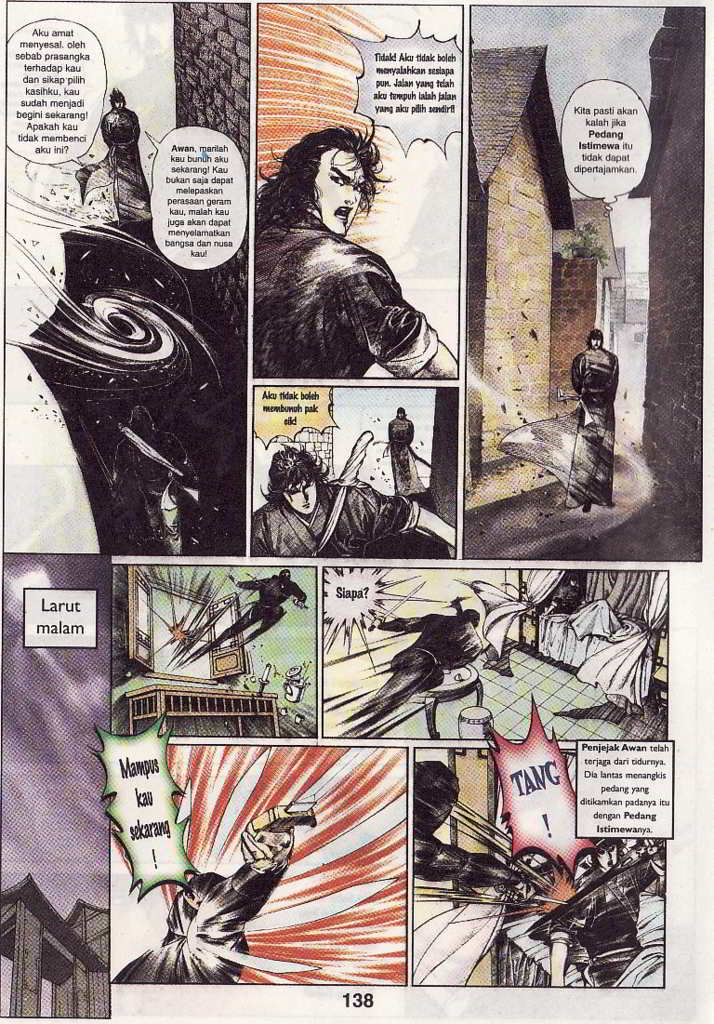 Aku amat
menyesal. oleh
sebab prasangka
terhadap kau
dan sikap pilih
kasihku, kau
sudah menjadi
begini sekarang!
Apakah kau
tidak membenci
aku ini?
Awan, marilah
kau bunuh aku
sekarang! Kau
bukan saja dapat
melepaskan
perasaan geram
kau, malah kau
juga akan dapat
menyelamatkan
bangsa dan nusa
kau!
Tidak! Aku tidak boleh
menyalahkan sesiapa
pun. Jalan yang telah
aku tempuh ialah jalan
yang aku pilih sendiri!
Aku tidak boleh
membunuh pak
cik!
Kita pasti akan
kalah jika
Pedang
Istimewa itu
tidak dapat
dipertajamkan.
Larut
malam
Siapa?
Mampus
kau
sekarang
!
TANG
!
Penjejak Awan telah
terjaga dari tidurnya.
Dia lantas menangkis
pedang yang
ditikamkan padanya itu
dengan Pedang
Istimewanya.
138